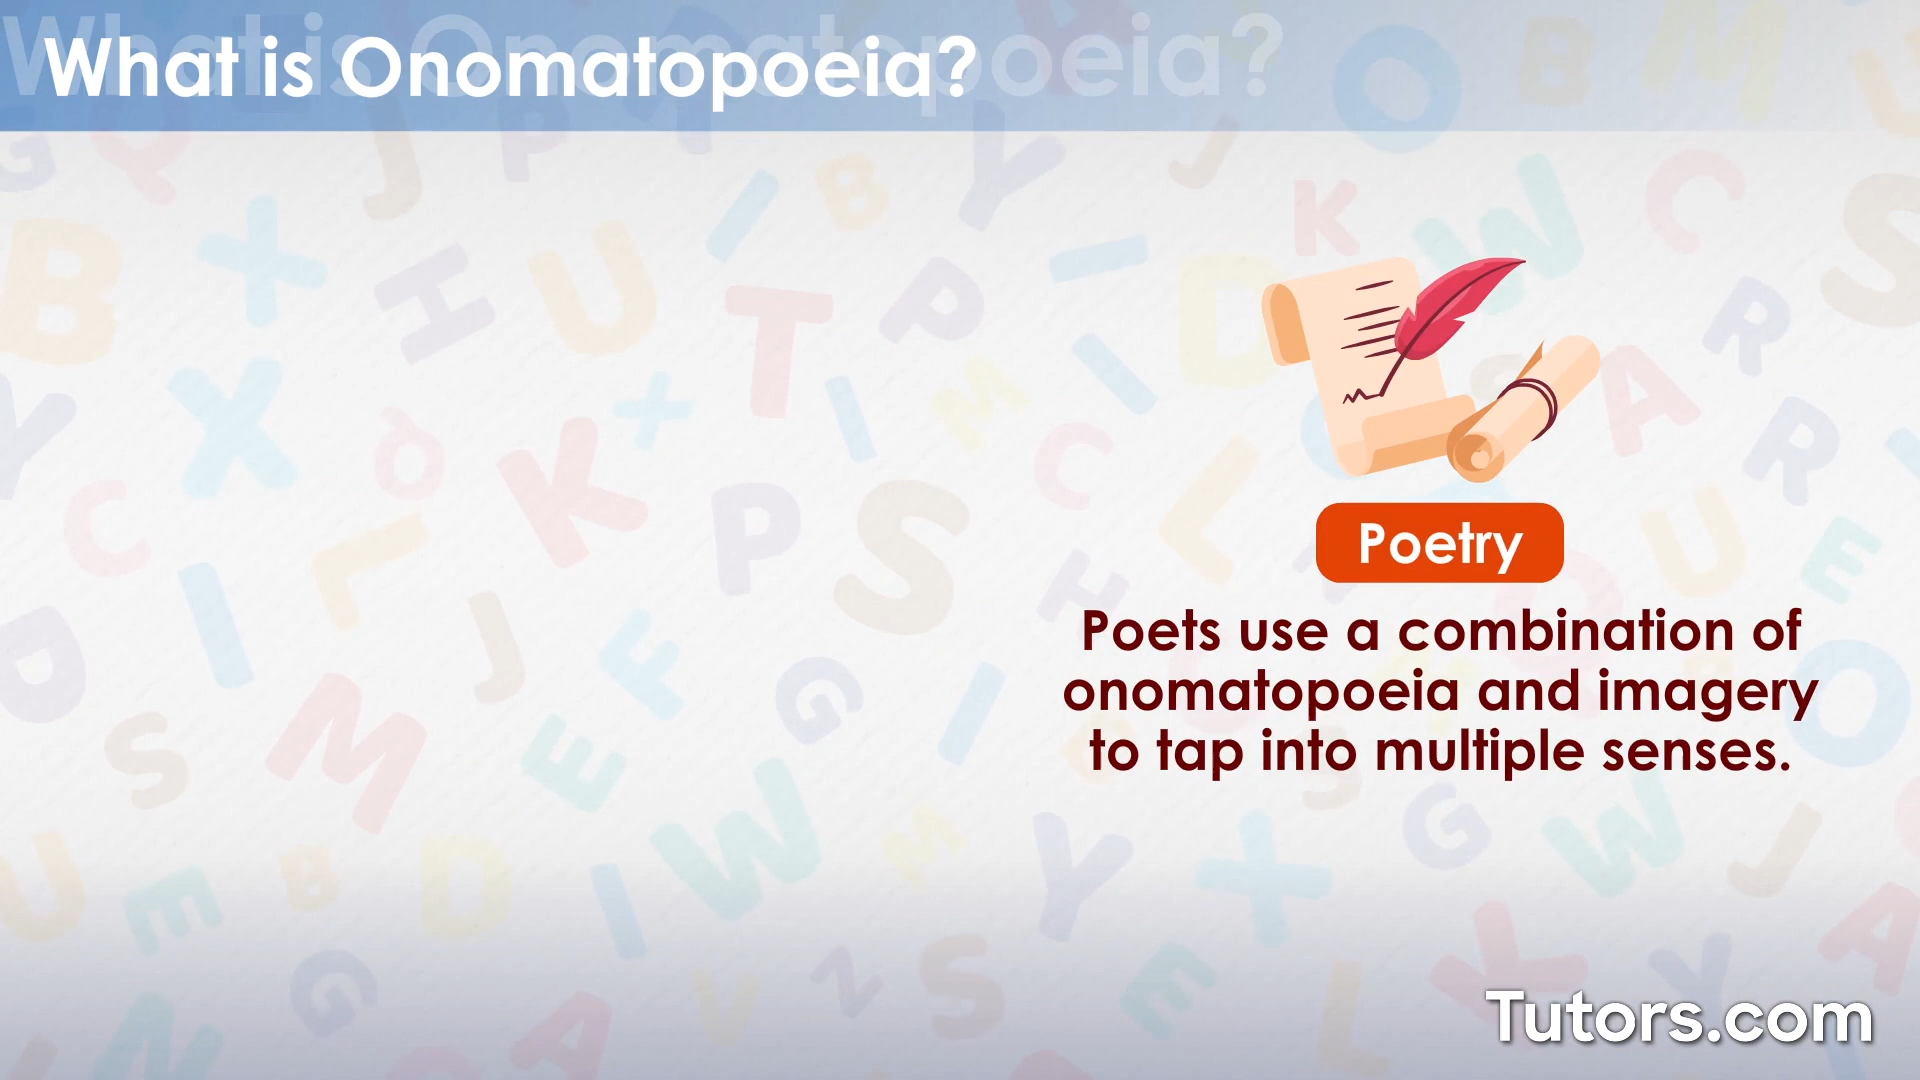 What is Onomatopoeia?
Poetry
Poets use a combination of
onomatopoeia and imagery
to tap into multiple senses.
Tutors.com